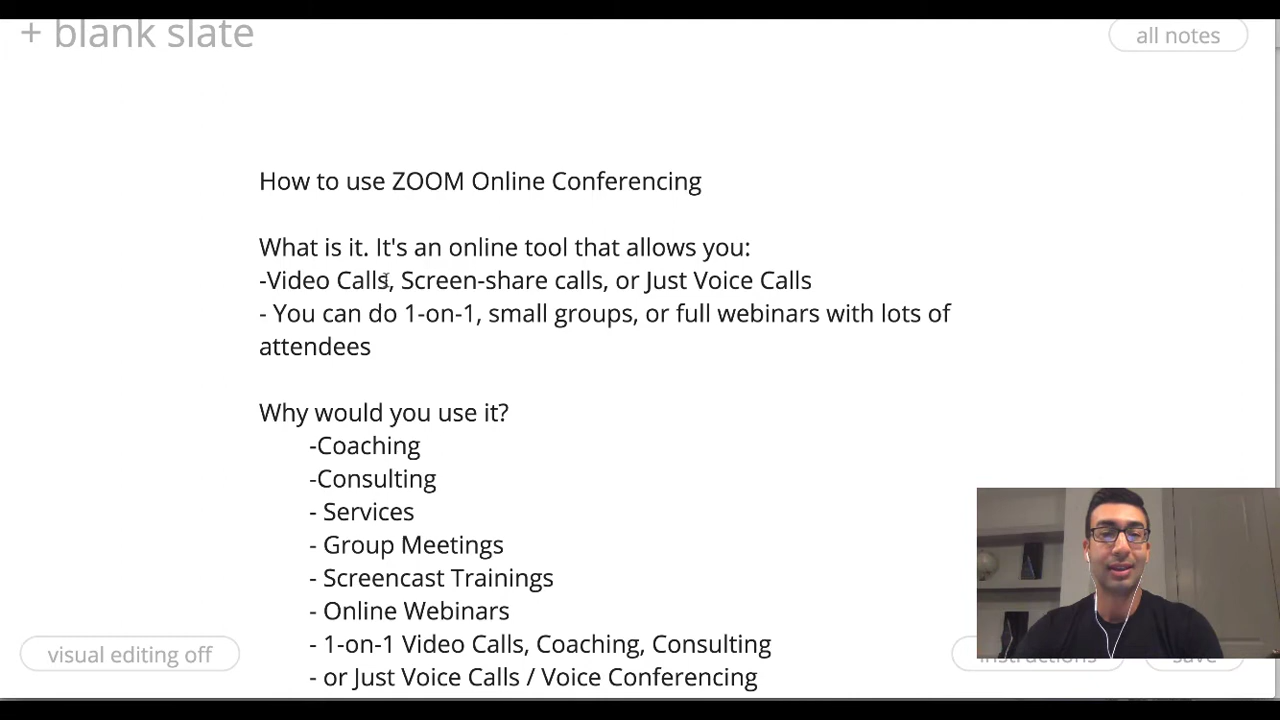 + blank slate
all notes
How to use ZOOM Online Conferencing
What is it. It's an online tool that allows you:
-Video Calls, Screen-share calls, or Just Voice Calls
- You can do 1-on-1, small groups, or full webinars with lots of
attendees
Why would you use it?
-Coaching
-Consulting
- Services
- Group Meetings
- Screencast Trainings
- Online Webinars
- 1-on-1 Video Calls, Coaching, Consulting
- or Just Voice Calls / Voice Conferencing
visual editing off
instructions
save